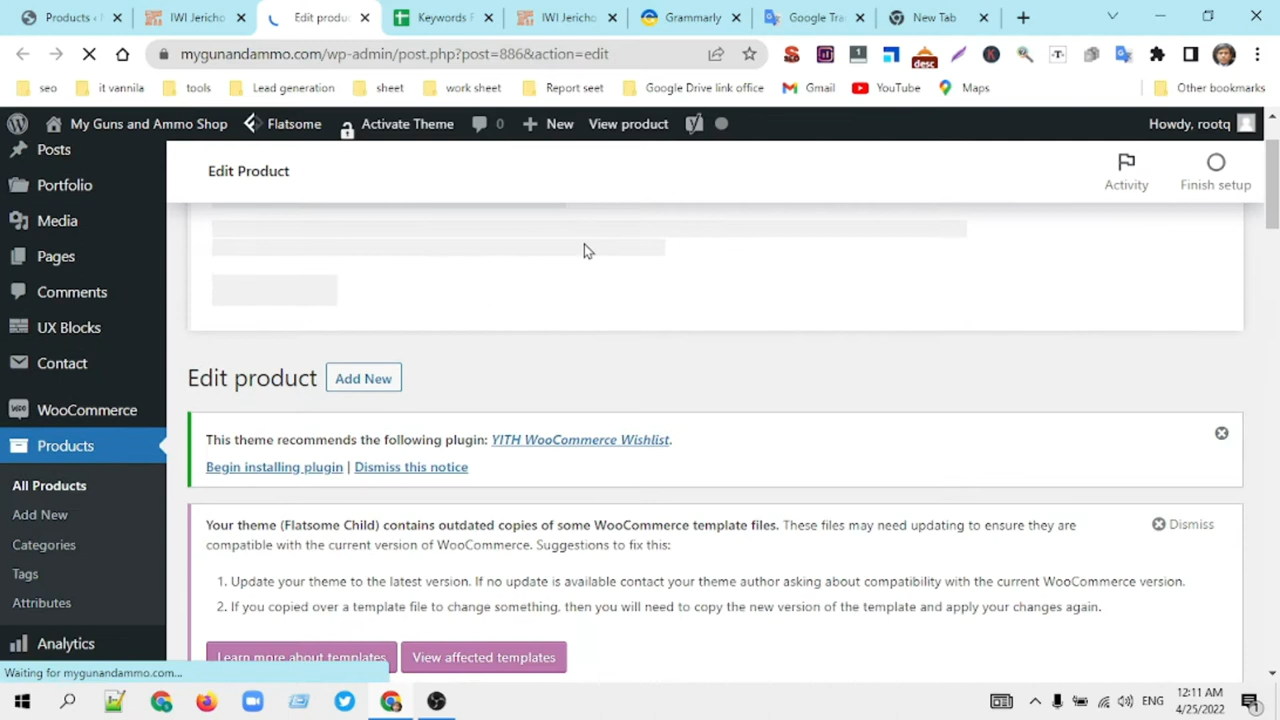 Products ‹
IWI Jericho
Edit produc
Keywords F
IWI Jericho
Grammarly
Google Tra
New Tab
mygunandammo.com/wp-admin/post.php?post=886&action=edit
desc
seo
it vannila
tools
Lead generation
sheet
work sheet
Report seet
Google Drive link office
Gmail
YouTube
Maps
Other bookmarks
My Guns and Ammo Shop
Flatsome
Activate Theme
0
New
View product
Howdy, rootq
Posts
Portfolio
Media
Pages
Comments
UX Blocks
Contact
WooCommerce
Products
All Products
Add New
Categories
Tags
Attributes
Analytics
Edit Product
Activity
Finish setup
Edit product
Add New
This theme recommends the following plugin: YITH WooCommerce Wishlist.
Begin installing plugin | Dismiss this notice
Your theme (Flatsome Child) contains outdated copies of some WooCommerce template files. These files may need updating to ensure they are
compatible with the current version of WooCommerce. Suggestions to fix this:
Dismiss
1. Update your theme to the latest version. If no update is available contact your theme author asking about compatibility with the current WooCommerce version.
2. If you copied over a template file to change something, then you will need to copy the new version of the template and apply your changes again.
Learn more about templates
View affected templates
Waiting for mygunandammo.com...
ENG
12:11 AM
4/25/2022